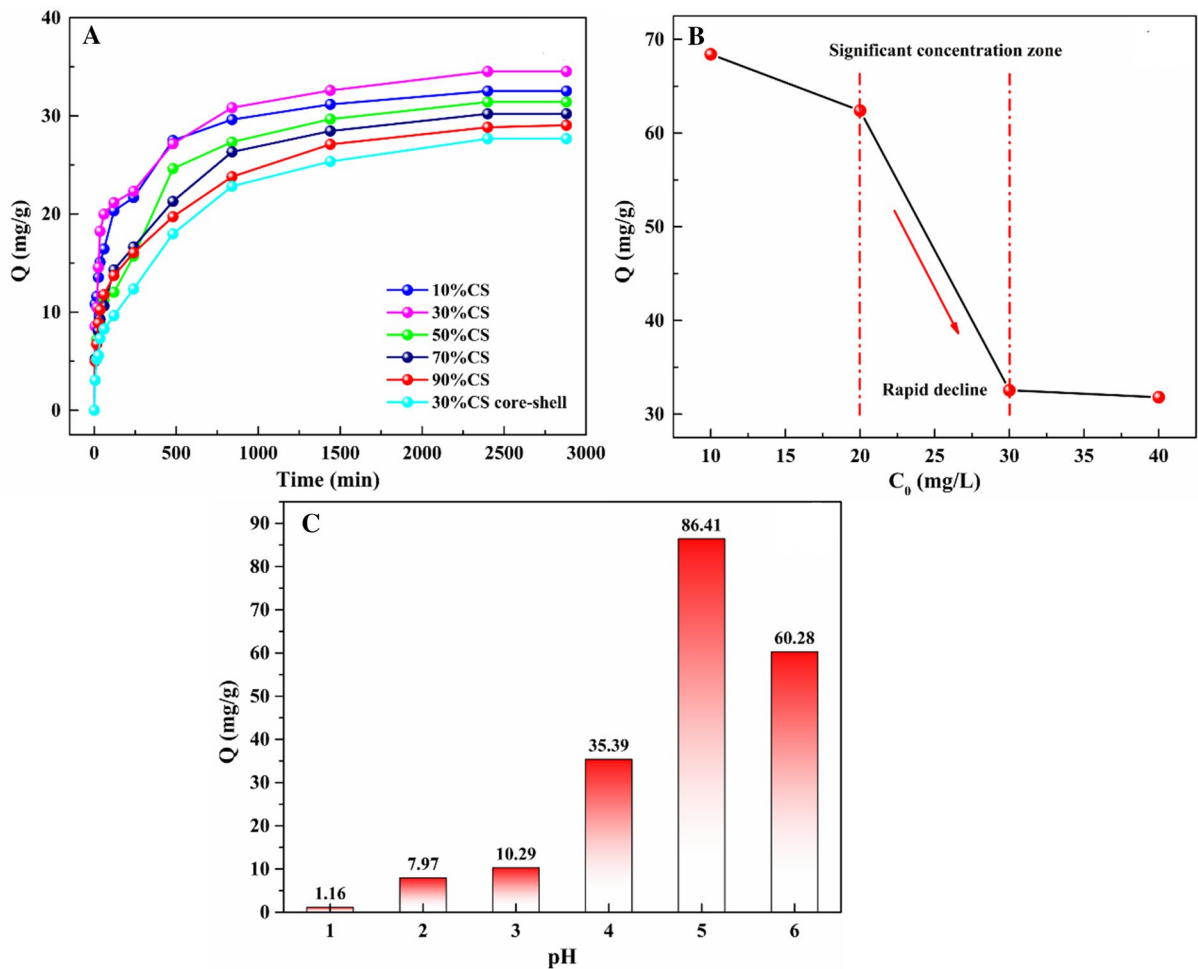 A
40
30
20
10
0
Q (mg/g)
10%CS
30%CS
50%CS
70%CS
90%CS
30%CS core-shell
0 500 1000 1500 2000 2500 3000
Time (min)
B
Significant concentration zone
70
60
50
40
30
Q (mg/g)
Rapid decline
10 15 20 25 30 35 40
C0 (mg/L)
C
90
80
70
60
50
40
30
20
10
0
Q (mg/g)
1.16
7.97
10.29
35.39
86.41
60.28
1 2 3 4 5 6
pH